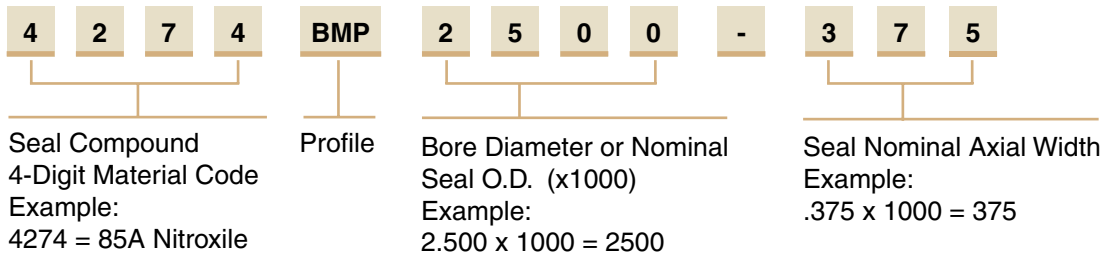 4 2 7 4 BMP 2 5 0 0 - 3 7 5
Seal Compound
4-Digit Material Code
Example:
4274 = 85A Nitroxile
Profile
Bore Diameter or Nominal
Seal O.D. (x1000)
Example:
2.500 x 1000 = 2500
Seal Nominal Axial Width
Example:
.375 x 1000 = 375